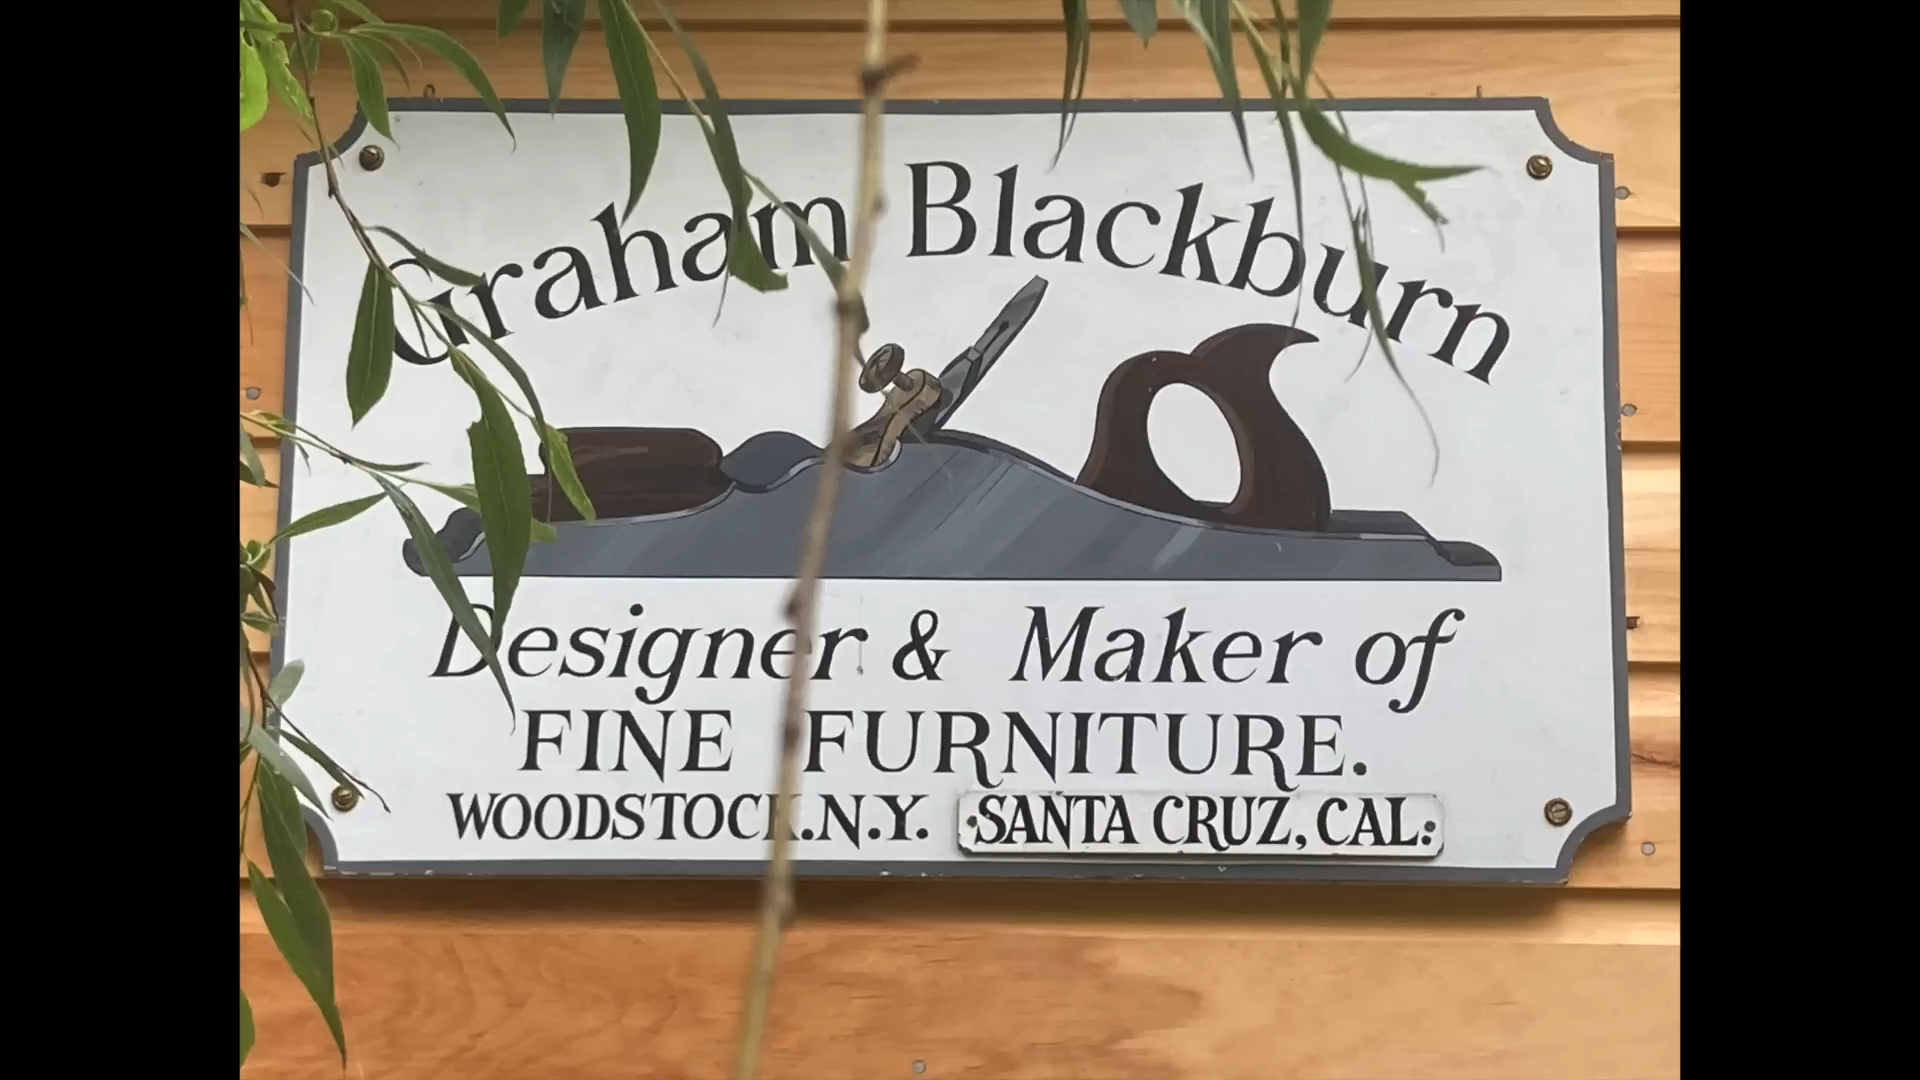 Graham Blackburn
Designer & Maker of
FINE FURNITURE.
WOODSTOCK.N.Y. SANTA CRUZ, CAL.